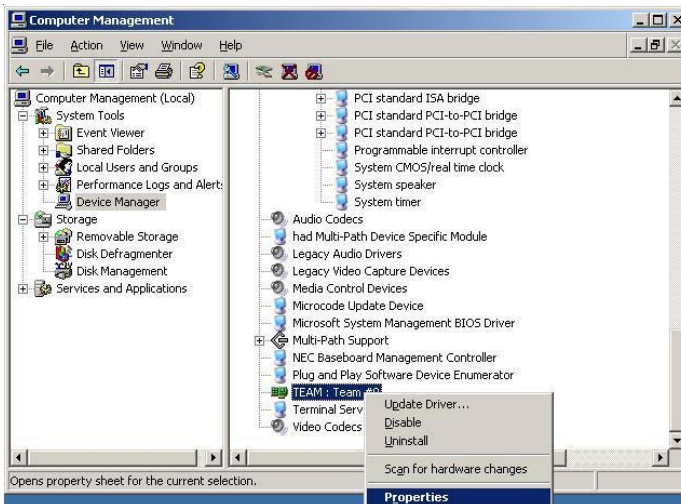 Computer Management
File Action View Window Help
Computer Management (Local)
System Tools
Event Viewer
Shared Folders
Local Users and Groups
Performance Logs and Alert:
Device Manager
Storage
Removable Storage
Disk Defragmenter
Disk Management
Services and Applications
PCI standard ISA bridge
PCI standard PCI-to-PCI bridge
PCI standard PCI-to-PCI bridge
Programmable interrupt controller
System CMOS/real time clock
System speaker
System timer
Audio Codecs
had Multi-Path Device Specific Module
Legacy Audio Drivers
Legacy Video Capture Devices
Media Control Devices
Microcode Update Device
Microsoft System Management BIOS Driver
Multi-Path Support
NEC Baseboard Management Controller
Plug and Play Software Device Enumerator
TEAM : Team #0
Terminal Serv
Video Codecs
Update Driver...
Disable
Uninstall
Scan for hardware changes
Properties
Opens property sheet for the current selection.